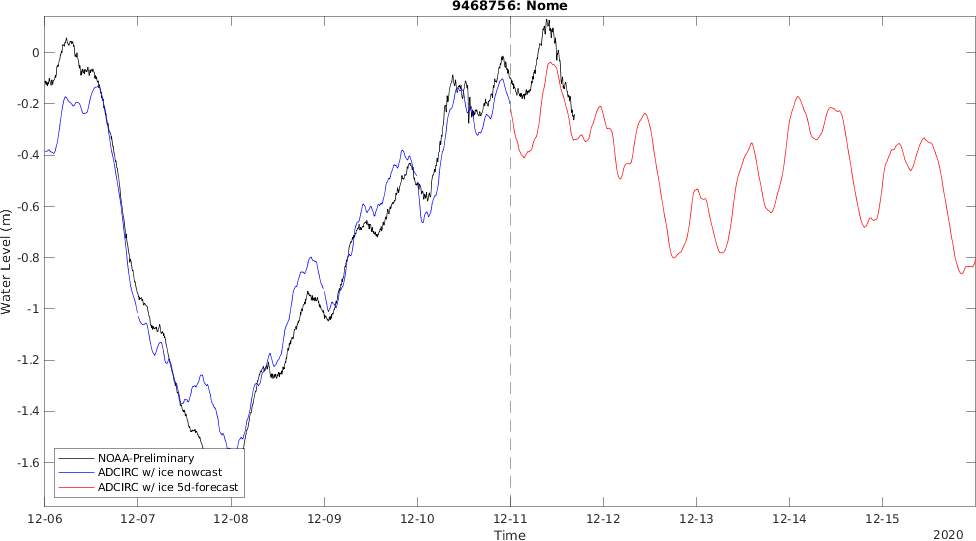 9468756: Nome
0
-0.2
-0.4
-0.6
-0.8
-1
-1.2
-1.4
-1.6
Water Level (m)
NOAA-Preliminary
ADCIRC w/ ice nowcast
ADCIRC w/ ice 5d-forecast
12-06 12-07 12-08 12-09 12-10 12-11 12-12 12-13 12-14 12-15
Time
2020